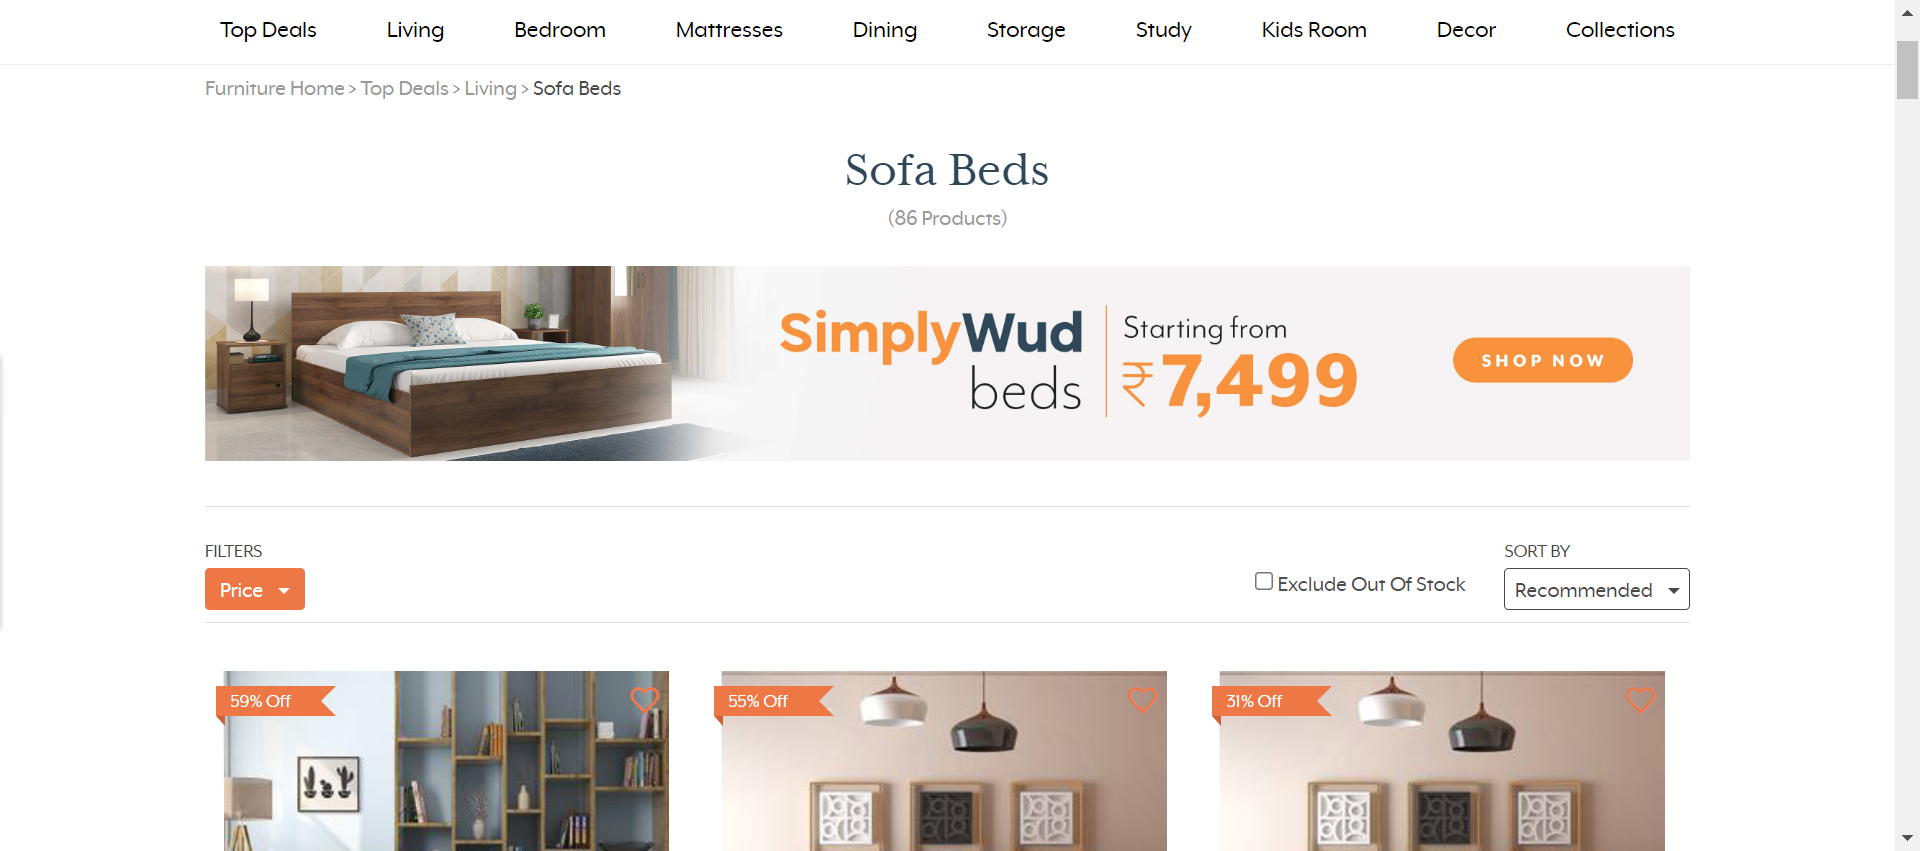 Top Deals Living Bedroom Mattresses Dining Storage Study Kids Room Decor Collections
Furniture Home > Top Deals > Living > Sofa Beds
Sofa Beds
(86 Products)
SimplyWud
beds
Starting from
₹7,499
SHOP NOW
FILTERS
Price
Exclude Out Of Stock
SORT BY
Recommended
59% Off
55% Off
31% Off